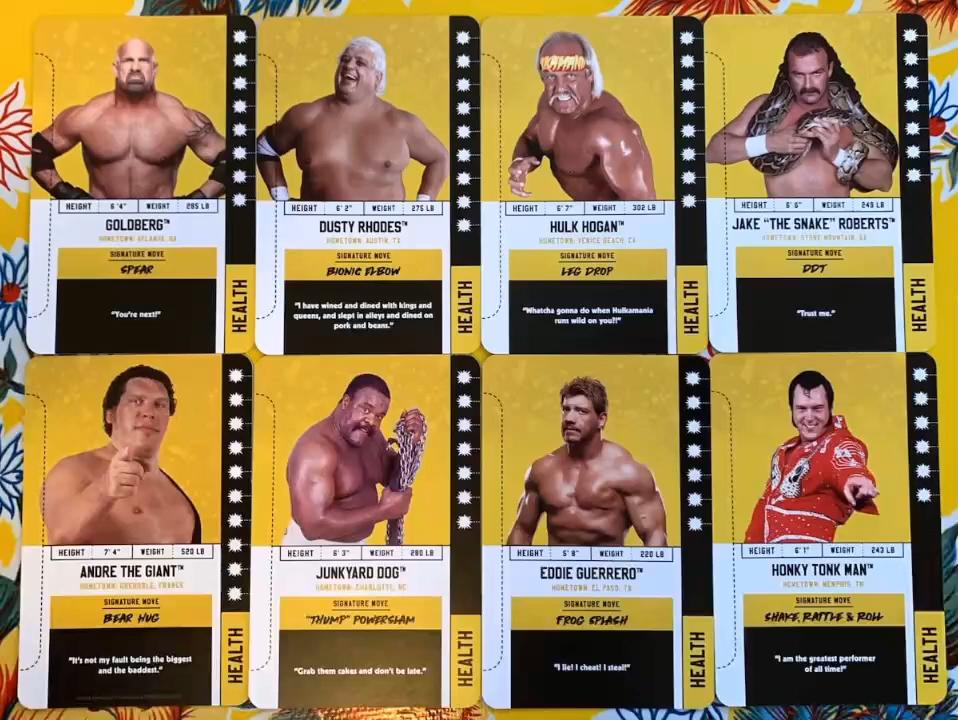 HEIGHT 6'4" WEIGHT 285 LB
GOLDBERG™
HOMETOWN: ATLANTA, GA
SIGNATURE MOVE
SPEAR
"You're next!"
HEALTH
HEIGHT 6'2" WEIGHT 275 LB
DUSTY RHODES™
HOMETOWN: AUSTIN, TX
SIGNATURE MOVE
BIONIC ELBOW
"I have wined and dined with kings and
queens, and slept in alleys and dined on
pork and beans."
HEALTH
HEIGHT 6'7" WEIGHT 302 LB
HULK HOGAN™
HOMETOWN: VENICE BEACH, CA
SIGNATURE MOVE
LEG DROP
"Whatcha gonna do when Hulkamania
runs wild on you?!"
HEALTH
HEIGHT 6'6" WEIGHT 249 LB
JAKE "THE SNAKE" ROBERTS™
HOMETOWN: STONE MOUNTAIN, GA
SIGNATURE MOVE
DDT
"Trust me."
HEALTH
HEIGHT 7'4" WEIGHT 520 LB
ANDRE THE GIANT™
HOMETOWN: GRENOBLE, FRANCE
SIGNATURE MOVE
BEAR HUG
"It's not my fault being the biggest
and the baddest."
HEALTH
HEIGHT 6'3" WEIGHT 280 LB
JUNKYARD DOG™
HOMETOWN: CHARLOTTE, NC
SIGNATURE MOVE
"THUMP" POWERSLAM
"Grab them cakes and don't be late."
HEALTH
HEIGHT 5'8" WEIGHT 220 LB
EDDIE GUERRERO™
HOMETOWN: EL PASO, TX
SIGNATURE MOVE
FROG SPLASH
"I lie! I cheat! I steal!"
HEALTH
HEIGHT 6'1" WEIGHT 243 LB
HONKY TONK MAN™
HOMETOWN: MEMPHIS, TN
SIGNATURE MOVE
SHAKE, RATTLE & ROLL
"I am the greatest performer
of all time!"
HEALTH